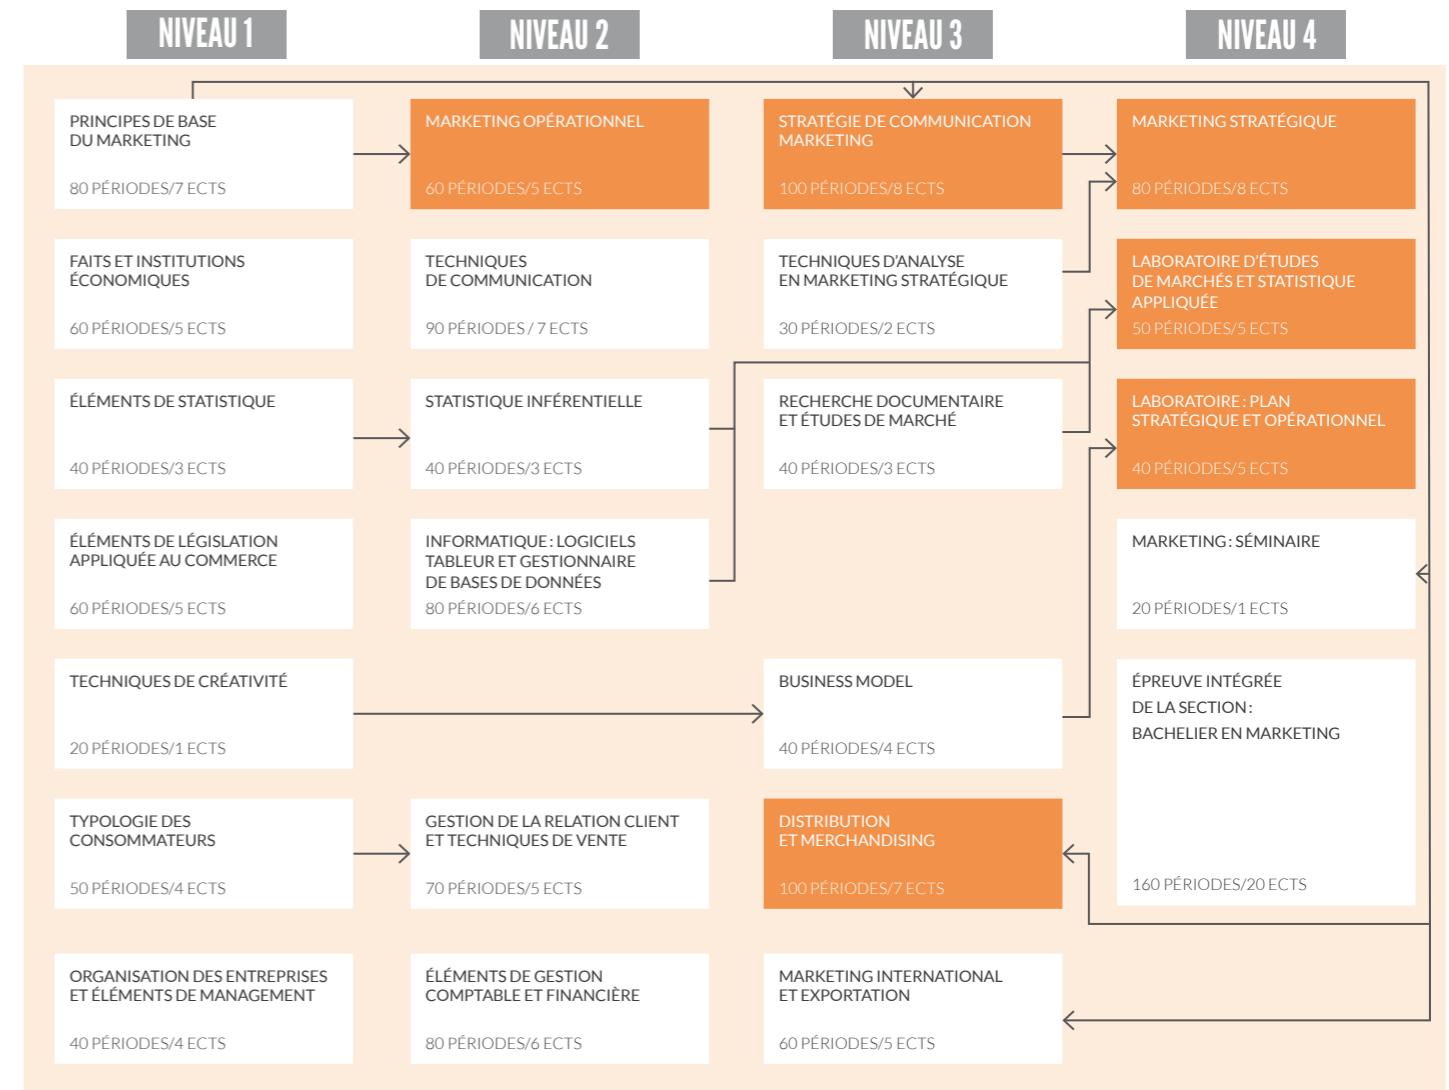 NIVEAU 1
NIVEAU 2
NIVEAU 3
NIVEAU 4
PRINCIPES DE BASE
DU MARKETING
80 PÉRIODES/7 ECTS
MARKETING OPÉRATIONNEL
60 PÉRIODES/5 ECTS
STRATÉGIE DE COMMUNICATION
MARKETING
100 PÉRIODES/8 ECTS
MARKETING STRATÉGIQUE
80 PÉRIODES/8 ECTS
FAITS ET INSTITUTIONS
ÉCONOMIQUES
60 PÉRIODES/5 ECTS
TECHNIQUES
DE COMMUNICATION
90 PÉRIODES / 7 ECTS
TECHNIQUES D'ANALYSE
EN MARKETING STRATÉGIQUE
30 PÉRIODES/2 ECTS
LABORATOIRE D'ÉTUDES
DE MARCHÉS ET STATISTIQUE
APPLIQUÉE
50 PÉRIODES/5 ECTS
ÉLÉMENTS DE STATISTIQUE
40 PÉRIODES/3 ECTS
STATISTIQUE INFÉRENTIELLE
40 PÉRIODES/3 ECTS
RECHERCHE DOCUMENTAIRE
ET ÉTUDES DE MARCHÉ
40 PÉRIODES/3 ECTS
LABORATOIRE : PLAN
STRATÉGIQUE ET OPÉRATIONNEL
40 PÉRIODES/5 ECTS
ÉLÉMENTS DE LÉGISLATION
APPLIQUÉE AU COMMERCE
60 PÉRIODES/5 ECTS
INFORMATIQUE : LOGICIELS
TABLEUR ET GESTIONNAIRE
DE BASES DE DONNÉES
80 PÉRIODES/6 ECTS
MARKETING : SÉMINAIRE
20 PÉRIODES/1 ECTS
TECHNIQUES DE CRÉATIVITÉ
20 PÉRIODES/1 ECTS
BUSINESS MODEL
40 PÉRIODES/4 ECTS
ÉPREUVE INTÉGRÉE
DE LA SECTION :
BACHELIER EN MARKETING
160 PÉRIODES/20 ECTS
TYPOLOGIE DES
CONSOMMATEURS
50 PÉRIODES/4 ECTS
GESTION DE LA RELATION CLIENT
ET TECHNIQUES DE VENTE
70 PÉRIODES/5 ECTS
DISTRIBUTION
ET MERCHANDISING
100 PÉRIODES/7 ECTS
ORGANISATION DES ENTREPRISES
ET ÉLÉMENTS DE MANAGEMENT
40 PÉRIODES/4 ECTS
ÉLÉMENTS DE GESTION
COMPTABLE ET FINANCIÈRE
80 PÉRIODES/6 ECTS
MARKETING INTERNATIONAL
ET EXPORTATION
60 PÉRIODES/5 ECTS